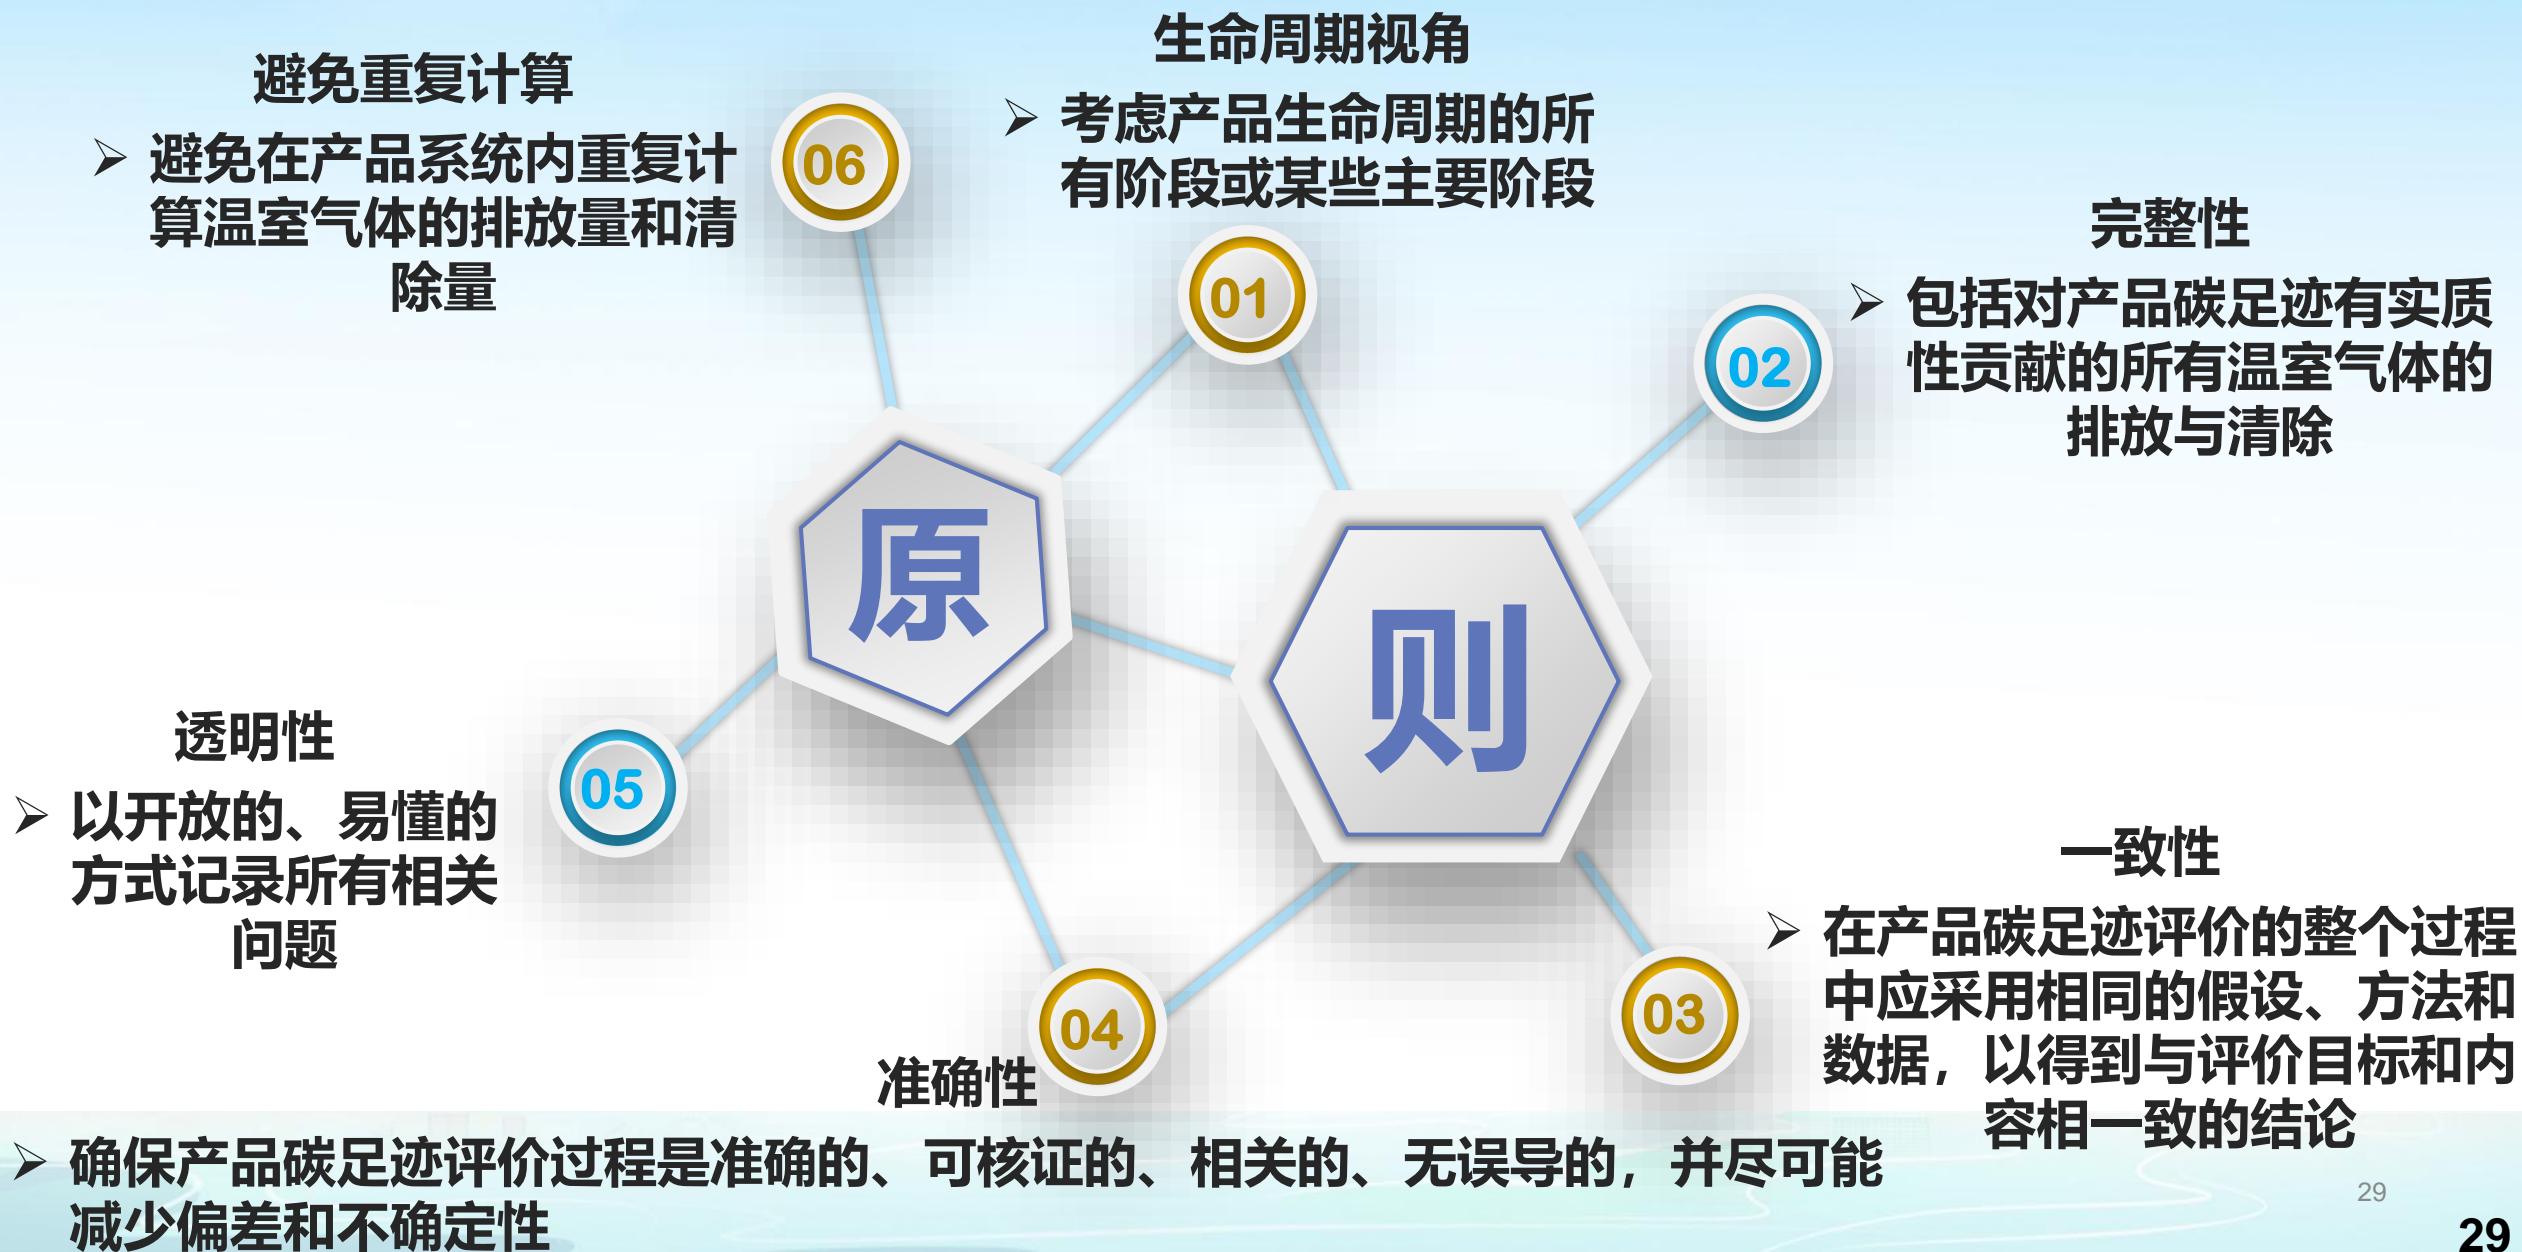 生命周期视角
考虑产品生命周期的所
有阶段或某些主要阶段
01
完整性
包括对产品碳足迹有实质
性贡献的所有温室气体的
排放与清除
02
一致性
在产品碳足迹评价的整个过程
中应采用相同的假设、方法和
数据，以得到与评价目标和内
容相一致的结论
03
准确性
确保产品碳足迹评价过程是准确的、可核证的、相关的、无误导的，并尽可能
减少偏差和不确定性
04
透明性
以开放的、易懂的
方式记录所有相关
问题
05
避免重复计算
避免在产品系统内重复计
算温室气体的排放量和清
除量
06
原
则
29
29